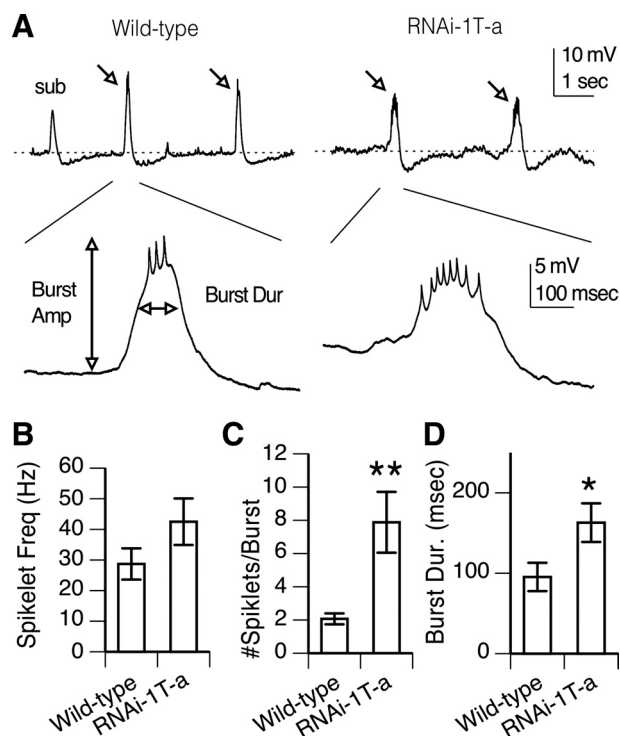 A
Wild-type
RNAi-1T-a
10 mV
1 sec
sub
Burst
Amp
Burst Dur
5 mV
100 msec
B
Spikelet Freq (Hz)
60
50
40
30
20
10
0
Wild-type
RNAi-1T-a
C
#Spiklets/Burst
12
10
8
6
4
2
0
**
Wild-type
RNAi-1T-a
D
Burst Dur. (msec)
200
100
0
*
Wild-type
RNAi-1T-a